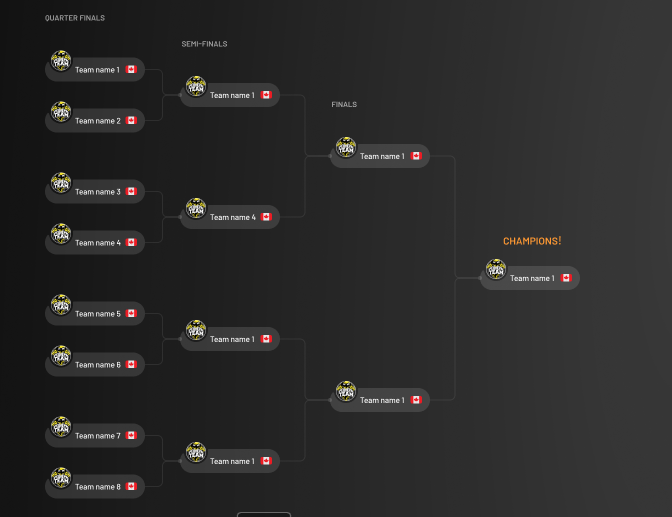 QUARTER FINALS
SEMI-FINALS
FINALS
CHAMPIONS!
Team name 1
Team name 2
Team name 3
Team name 4
Team name 5
Team name 6
Team name 7
Team name 8
Team name 1
Team name 4
Team name 1
Team name 1
Team name 1
Team name 1
Team name 1